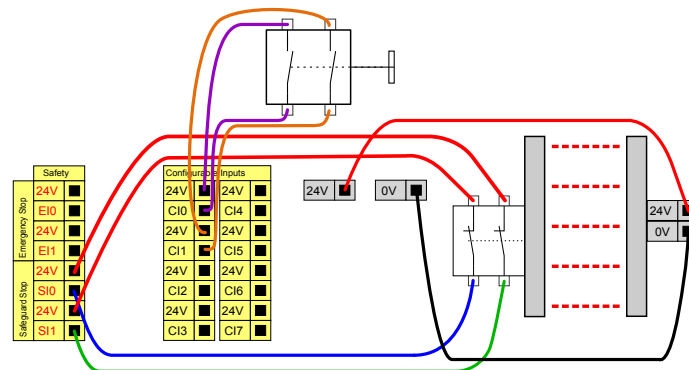 Safety
Emergency Stop
24V
EI0
24V
EI1
Safeguard Stop
24V
SI0
24V
SI1
Configurable Inputs
24V 24V
CI0 CI4
24V 24V
CI1 CI5
24V 24V
CI2 CI6
24V 24V
CI3 CI7
24V
0V
24V
0V